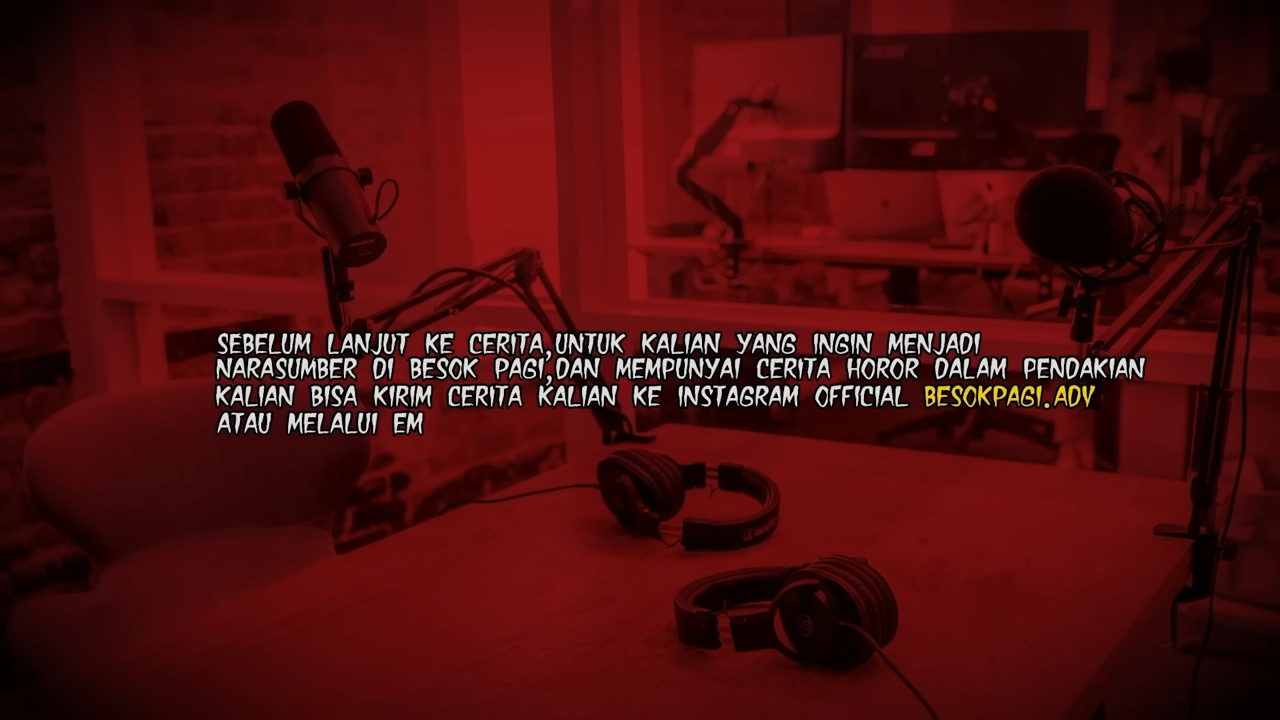 SEBELUM LANJUT KE CERITA,UNTUK KALIAN YANG INGIN MENJADI
NARASUMBER DI BESOK PAGI,DAN MEMPUNYAI CERITA HOROR DALAM PENDAKIAN
KALIAN BISA KIRIM CERITA KALIAN KE INSTAGRAM OFFICIAL BESOKPAGI.ADV
ATAU MELALUI EM